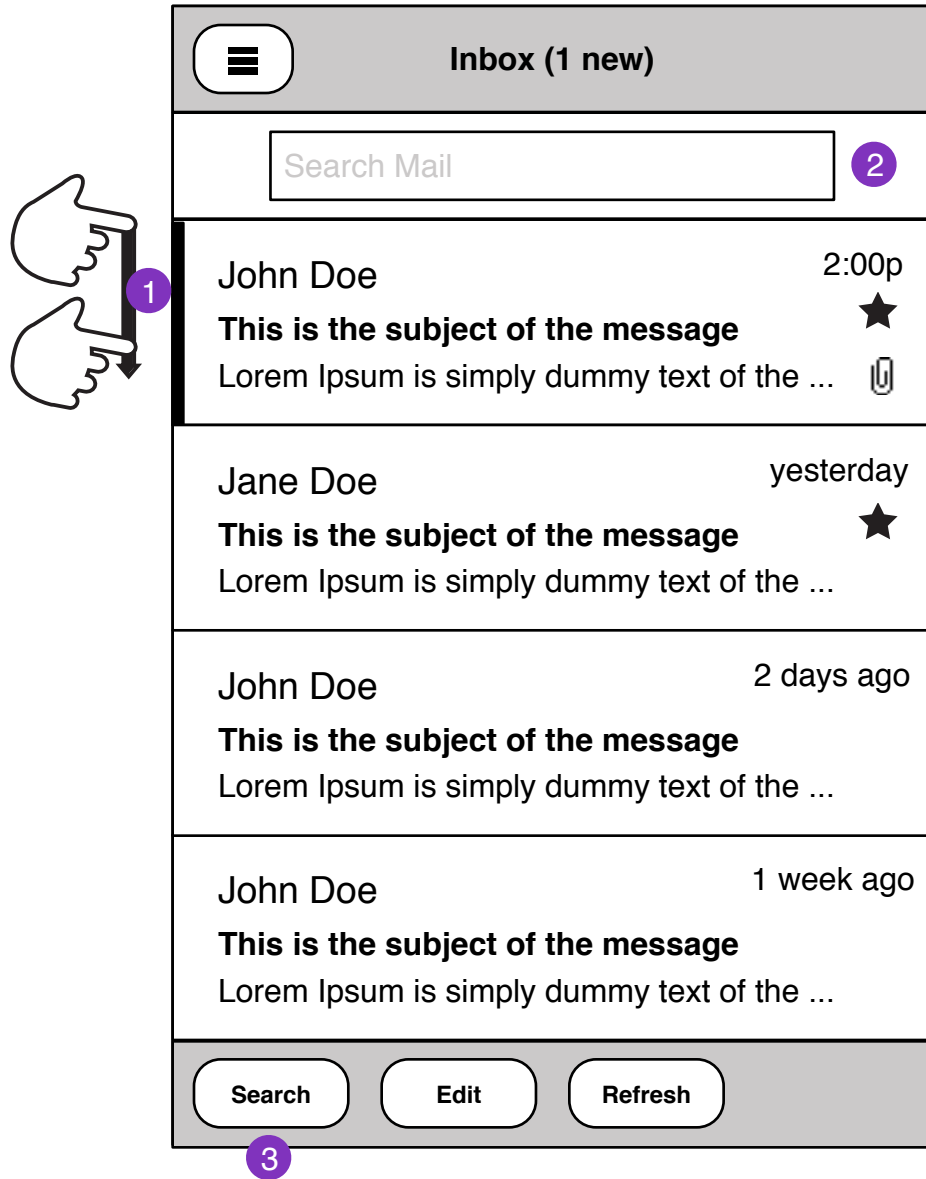 Inbox (1 new)
Search Mail
2
1
John Doe
2:00p
This is the subject of the message
Lorem Ipsum is simply dummy text of the ...
Jane Doe
yesterday
This is the subject of the message
Lorem Ipsum is simply dummy text of the ...
John Doe
2 days ago
This is the subject of the message
Lorem Ipsum is simply dummy text of the ...
John Doe
1 week ago
This is the subject of the message
Lorem Ipsum is simply dummy text of the ...
Search
Edit
Refresh
3